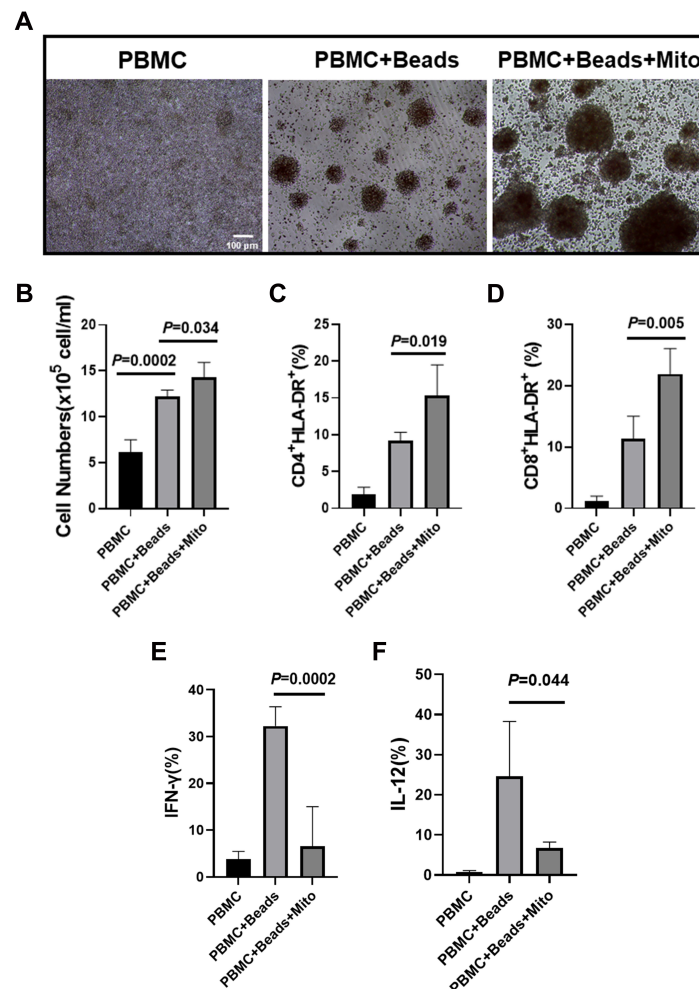 A
PBMC
PBMC+Beads
PBMC+Beads+Mito
100 μm
B
Cell Numbers(x10⁵ cell/ml)
20
15
10
5
0
P=0.0002
P=0.034
PBMC
PBMC+Beads
PBMC+Beads+Mito
C
CD4⁺HLA-DR⁺(%)
25
20
15
10
5
0
P=0.019
PBMC
PBMC+Beads
PBMC+Beads+Mito
D
CD8⁺HLA-DR⁺(%)
30
20
10
0
P=0.005
PBMC
PBMC+Beads
PBMC+Beads+Mito
E
IFN-γ(%)
40
30
20
10
0
P=0.0002
PBMC
PBMC+Beads
PBMC+Beads+Mito
F
IL-12(%)
50
40
30
20
10
0
P=0.044
PBMC
PBMC+Beads
PBMC+Beads+Mito